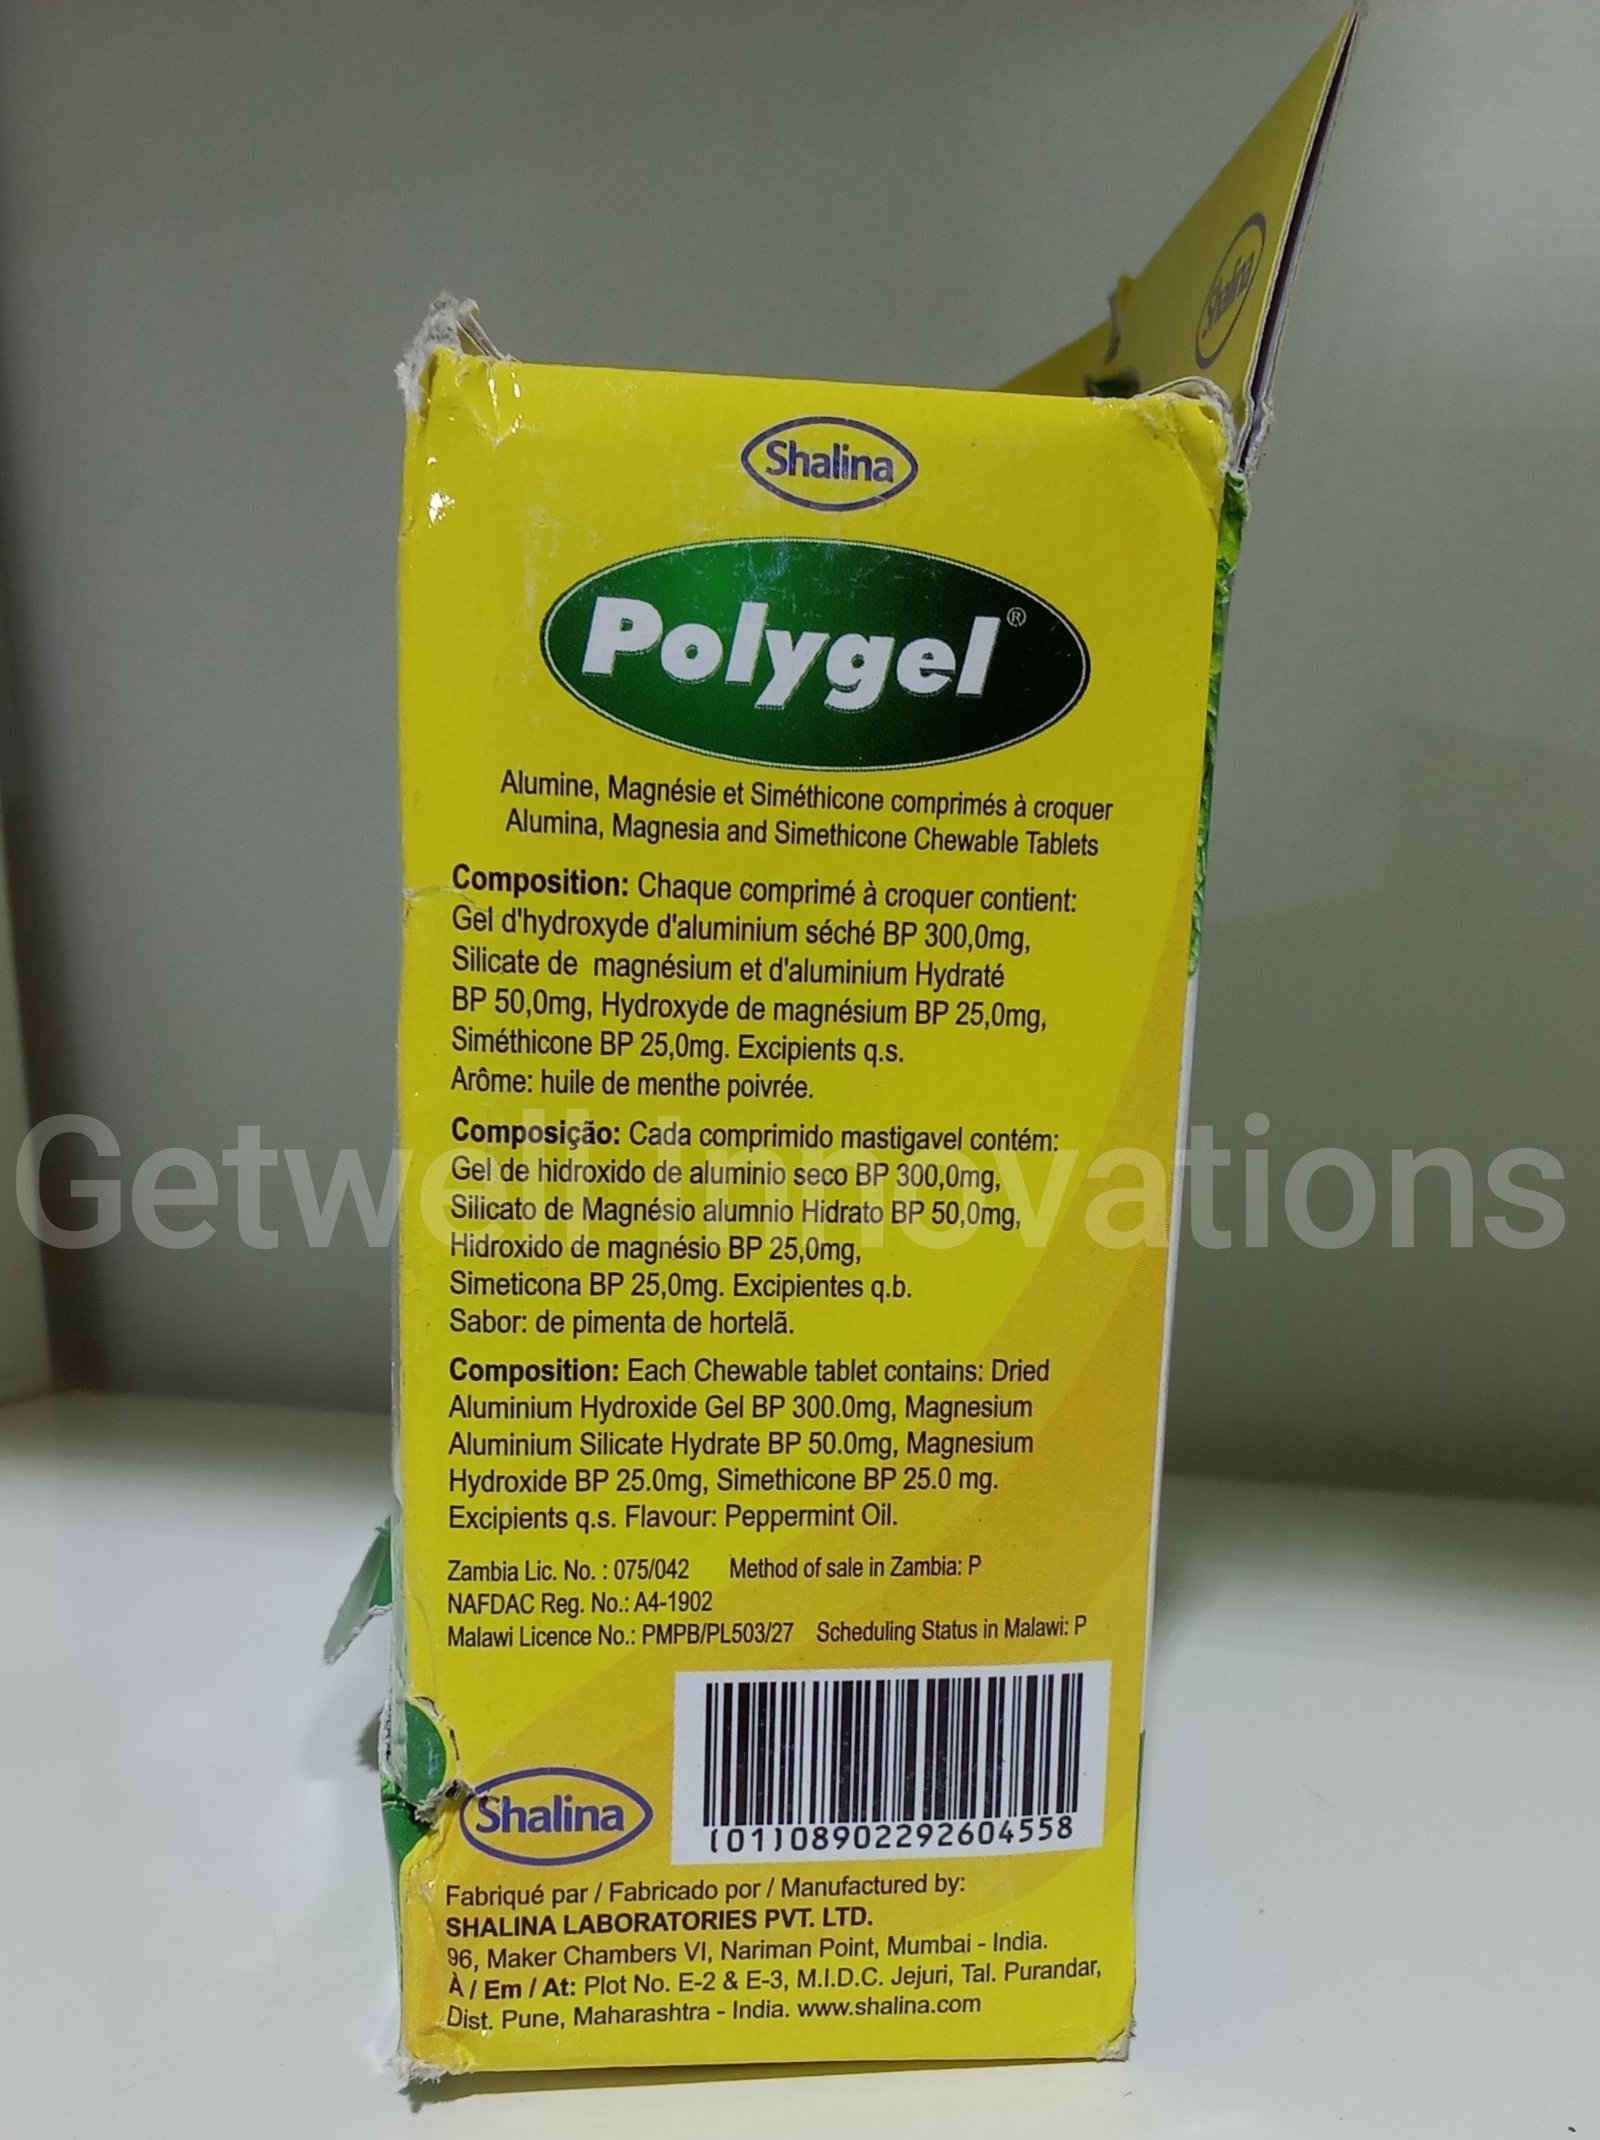 Shalina
Shalina
Polygel®
Alumine, Magnésie et Siméthicone comprimés à croquer
Alumina, Magnesia and Simethicone Chewable Tablets
Composition: Chaque comprimé à croquer contient:
Gel d'hydroxyde d'aluminium séché BP 300,0mg,
Silicate de magnésium et d'aluminium Hydraté
BP 50,0mg, Hydroxyde de magnésium BP 25,0mg,
Siméthicone BP 25,0mg. Excipients q.s.
Arôme: huile de menthe poivrée.
Getwell Innovations
Composição: Cada comprimido mastigavel contém:
Gel de hidroxido de aluminio seco BP 300,0mg,
Silicato de Magnésio alumnio Hidrato BP 50,0mg,
Hidroxido de magnésio BP 25,0mg,
Simeticona BP 25,0mg. Excipientes q.b.
Sabor: de pimenta de hortelã.
Composition: Each Chewable tablet contains: Dried
Aluminium Hydroxide Gel BP 300.0mg, Magnesium
Aluminium Silicate Hydrate BP 50.0mg, Magnesium
Hydroxide BP 25.0mg, Simethicone BP 25.0 mg.
Excipients q.s. Flavour: Peppermint Oil.
Zambia Lic. No. : 075/042 Method of sale in Zambia: P
NAFDAC Reg. No.: A4-1902
Malawi Licence No.: PMPB/PL503/27 Scheduling Status in Malawi: P
(01)08902292604558
Shalina
Fabriqué par / Fabricado por / Manufactured by:
SHALINA LABORATORIES PVT. LTD.
96, Maker Chambers VI, Nariman Point, Mumbai - India.
À / Em / At: Plot No. E-2 & E-3, M.I.D.C. Jejuri, Tal. Purandar,
Dist. Pune, Maharashtra - India. www.shalina.com